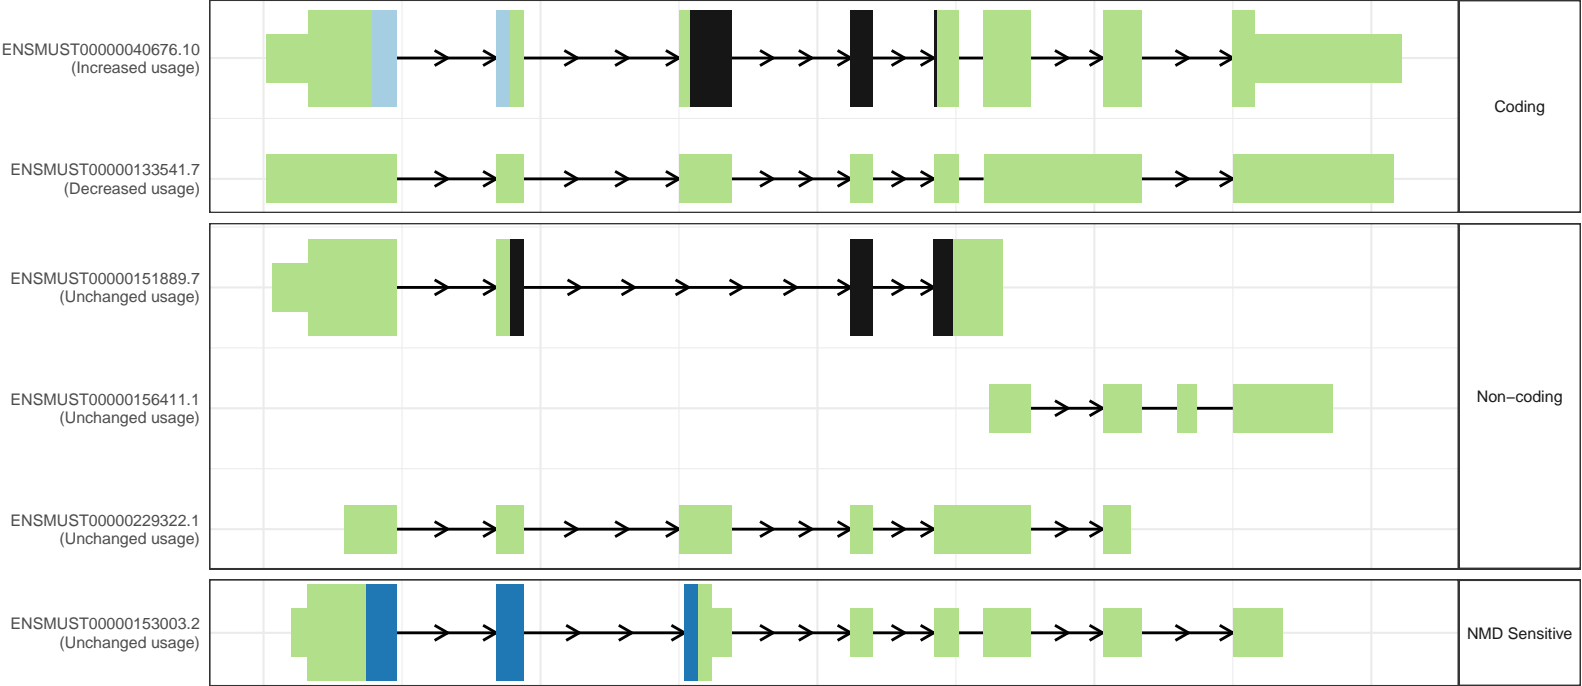 ENSMUST00000040676.10
(Increased usage)
Coding
ENSMUST00000133541.7
(Decreased usage)
ENSMUST00000151889.7
(Unchanged usage)
ENSMUST00000156411.1
(Unchanged usage)
Non−coding
ENSMUST00000229322.1
(Unchanged usage)
ENSMUST00000153003.2
(Unchanged usage)
NMD Sensitive